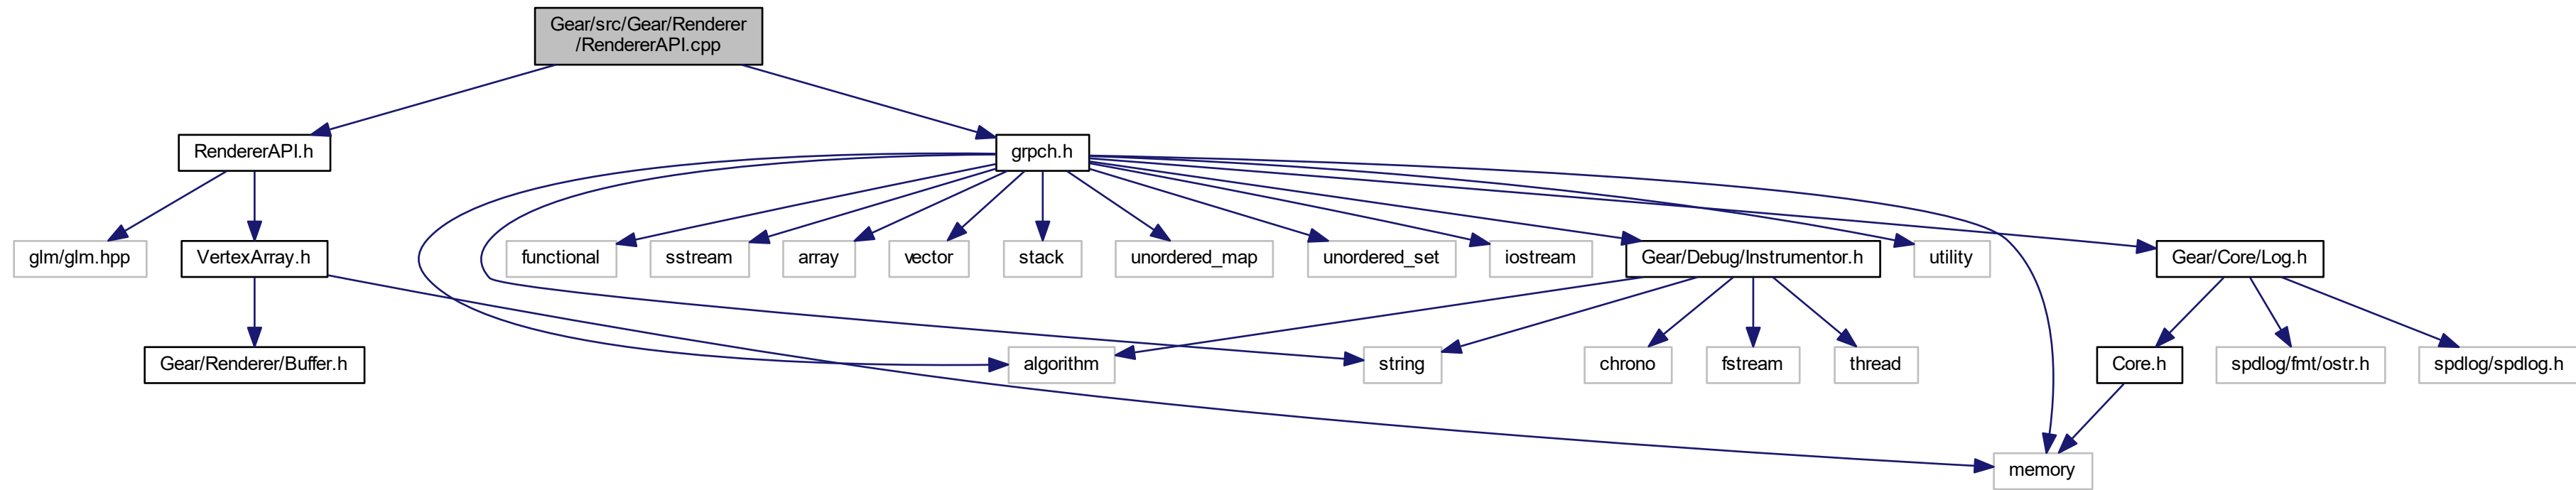 Gear/src/Gear/Renderer
/RendererAPI.cpp
RendererAPI.h
grpch.h
glm/glm.hpp
VertexArray.h
functional
sstream
array
vector
stack
unordered_map
unordered_set
iostream
Gear/Debug/Instrumentor.h
utility
Gear/Core/Log.h
Gear/Renderer/Buffer.h
algorithm
string
chrono
fstream
thread
Core.h
spdlog/fmt/ostr.h
spdlog/spdlog.h
memory